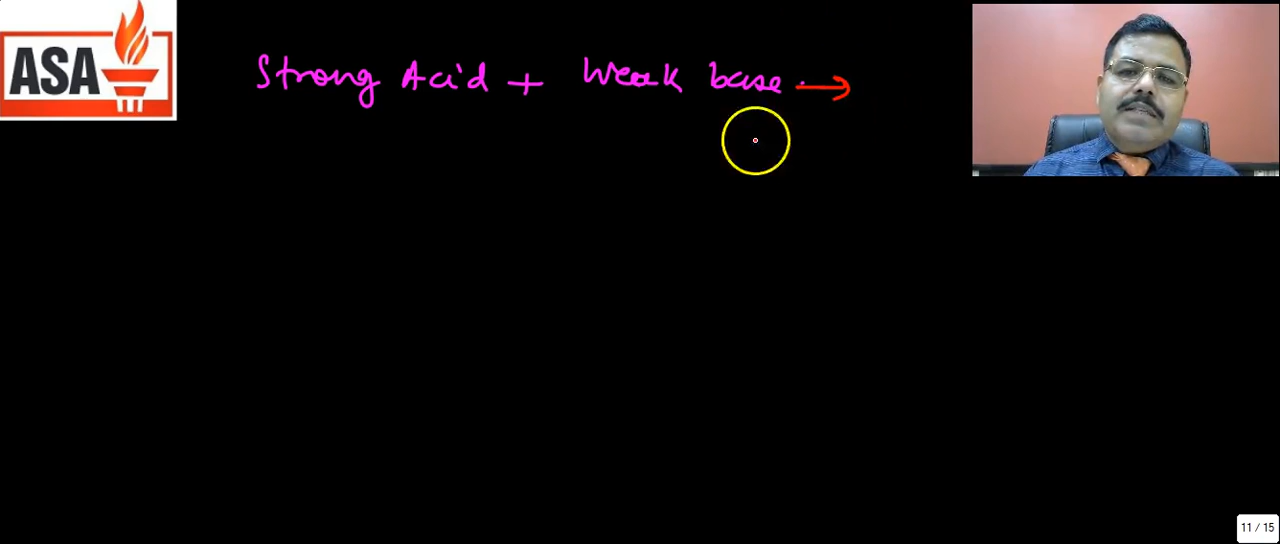 ASA
Strong Acid + Weak base →
11 / 15